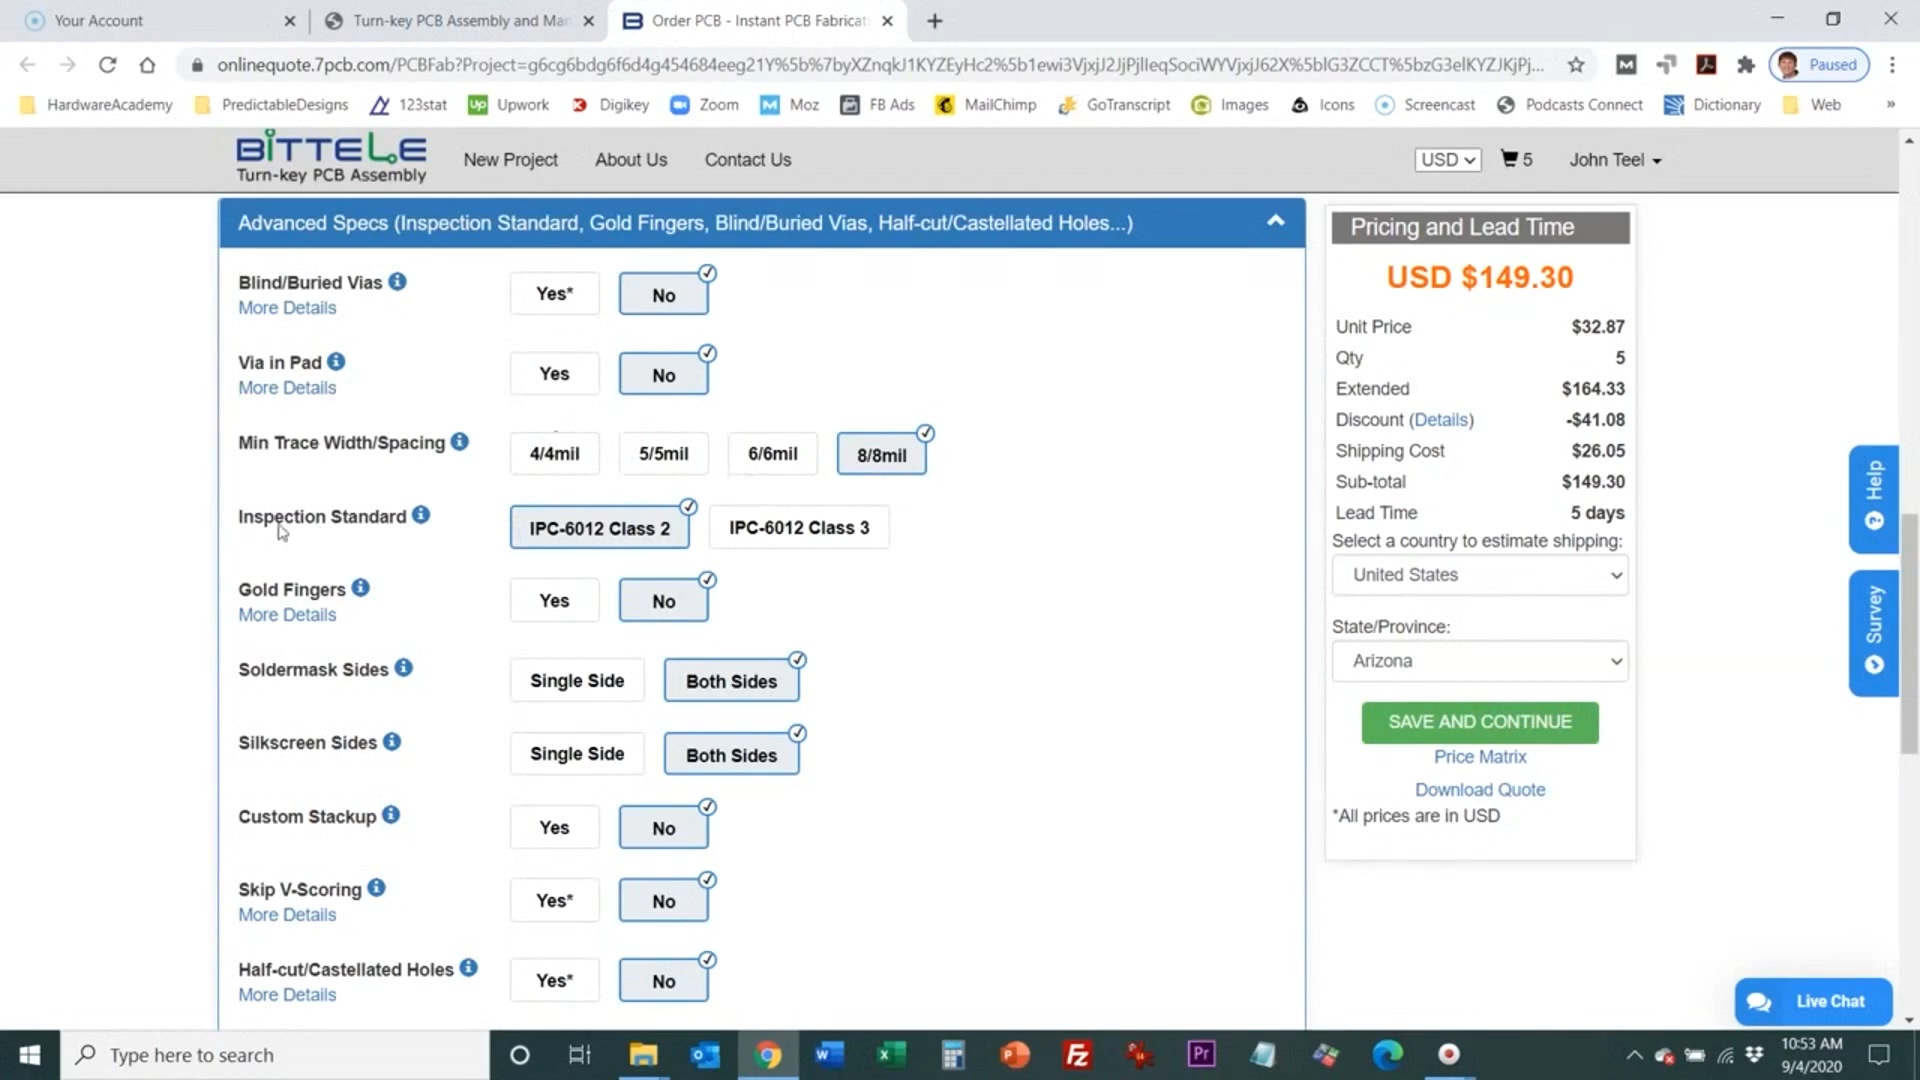 Your Account
Turn-key PCB Assembly and Man
Order PCB - Instant PCB Fabricat
onlinequote.7pcb.com/PCBFab?Project=
Paused
HardwareAcademy PredictableDesigns 123stat Upwork Digikey Zoom Moz FB Ads MailChimp GoTranscript Images Icons Screencast Podcasts Connect Dictionary Web »
BiTTELE
Turn-key PCB Assembly
New Project About Us Contact Us
USD 5 John Teel
Advanced Specs (Inspection Standard, Gold Fingers, Blind/Buried Vias, Half-cut/Castellated Holes...)
Blind/Buried Vias Yes* No
More Details
Via in Pad Yes No
More Details
Min Trace Width/Spacing 4/4mil 5/5mil 6/6mil 8/8mil
Inspection Standard IPC-6012 Class 2 IPC-6012 Class 3
Gold Fingers Yes No
More Details
Soldermask Sides Single Side Both Sides
Silkscreen Sides Single Side Both Sides
Custom Stackup Yes No
Skip V-Scoring Yes* No
More Details
Half-cut/Castellated Holes Yes* No
More Details
Pricing and Lead Time
USD $149.30
Unit Price $32.87
Qty 5
Extended $164.33
Discount (Details) -$41.08
Shipping Cost $26.05
Sub-total $149.30
Lead Time 5 days
Select a country to estimate shipping:
United States
State/Province:
Arizona
SAVE AND CONTINUE
Price Matrix
Download Quote
*All prices are in USD
Help
Survey
Live Chat
Type here to search
10:53 AM
9/4/2020